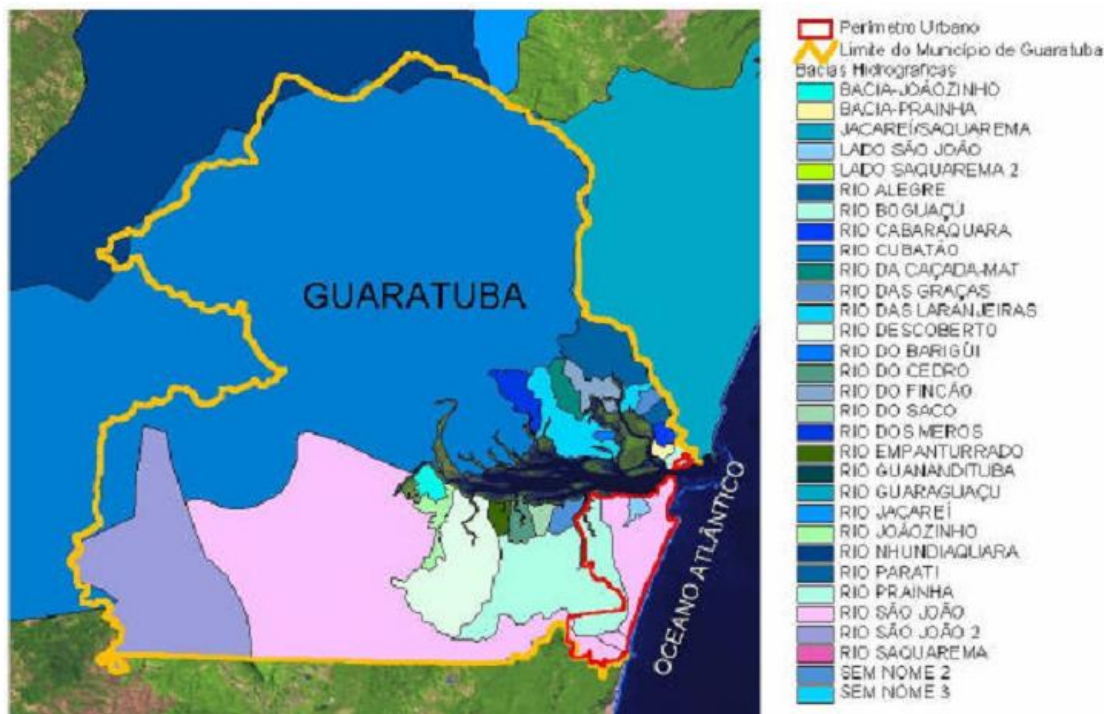 GUARATUBA
OCEANO ATLÂNTICO
Perímetro Urbano
Limite do Município de Guaratuba
Bacias Hidrográficas
BACIA-JOÃOZINHO
BACIA-PRAINHA
JACAREÍ/SAQUAREMA
LADO SÃO JOÃO
LADO SAQUAREMA 2
RIO ALEGRE
RIO BOGUAÇÚ
RIO CABARAQUARA
RIO CUBATÃO
RIO DA CAÇADA-MAT
RIO DAS GRAÇAS
RIO DAS LARANJEIRAS
RIO DESCOBERTO
RIO DO BARIGÜI
RIO DO CEDRO
RIO DO FINCÃO
RIO DO SACO
RIO DOS MEROS
RIO EMPANTURRADO
RIO GUANANDITUBA
RIO GUARAGUAÇU
RIO JACAREÍ
RIO JOÃOZINHO
RIO NHUNDIAQUARA
RIO PARATI
RIO PRAINHA
RIO SÃO JOÃO
RIO SÃO JOÃO 2
RIO SAQUAREMA
SEM NOME 2
SEM NOME 3